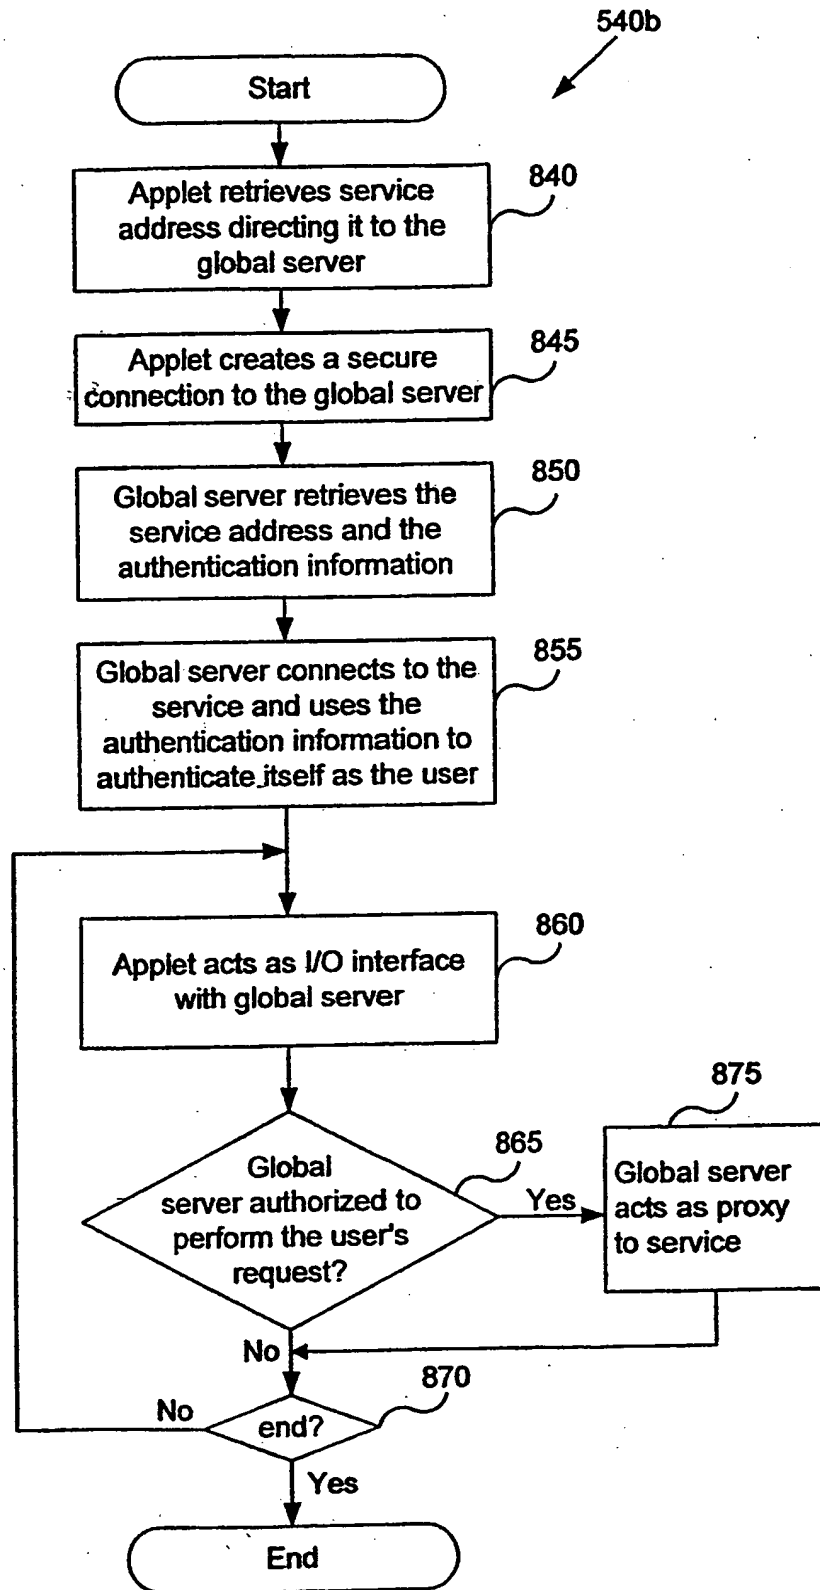 540b
Start
Applet retrieves service
address directing it to the
global server
840
Applet creates a secure
connection to the global server
845
Global server retrieves the
service address and the
authentication information
850
Global server connects to the
service and uses the
authentication information to
authenticate itself as the user
855
Applet acts as I/O interface
with global server
860
Global
server authorized to
perform the user's
request?
865
Yes
Global server
acts as proxy
to service
875
No
end?
870
No
Yes
End